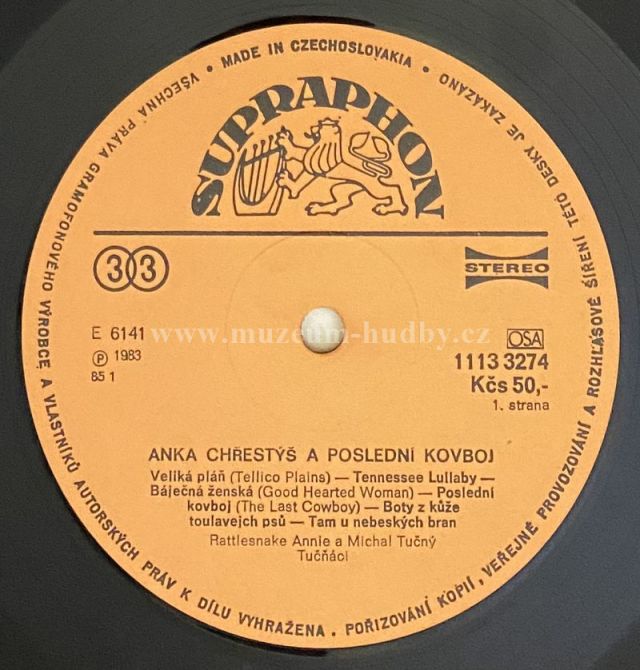 VŠECHNA PRÁVA GRAMOFONOVÉHO VÝROBCE A VLASTNÍKŮ AUTORSKÝCH PRÁV K DÍLU VYHRAŽENA. POŘIZOVÁNÍ KOPIÍ, VEŘEJNÉ PROVOZOVÁNÍ A ROZHLASOVÉ ŠÍŘENÍ TÉTO DESKY JE ZAKÁZÁNO • MADE IN CZECHOSLOVAKIA •
SUPRAPHON
33
STEREO
www.muzeum-hudby.cz
E 6141
OSA
℗ 1983
1113 3274
85 1
Kčs 50,-
1. strana
ANKA CHŘESTÝŠ A POSLEDNÍ KOVBOJ
Veliká pláň (Tellico Plains) — Tennessee Lullaby —
Báječná ženská (Good Hearted Woman) — Poslední
kovboj (The Last Cowboy) — Boty z kůže
toulavejch psů — Tam u nebeských bran
Rattlesnake Annie a Michal Tučný
Tučňáci